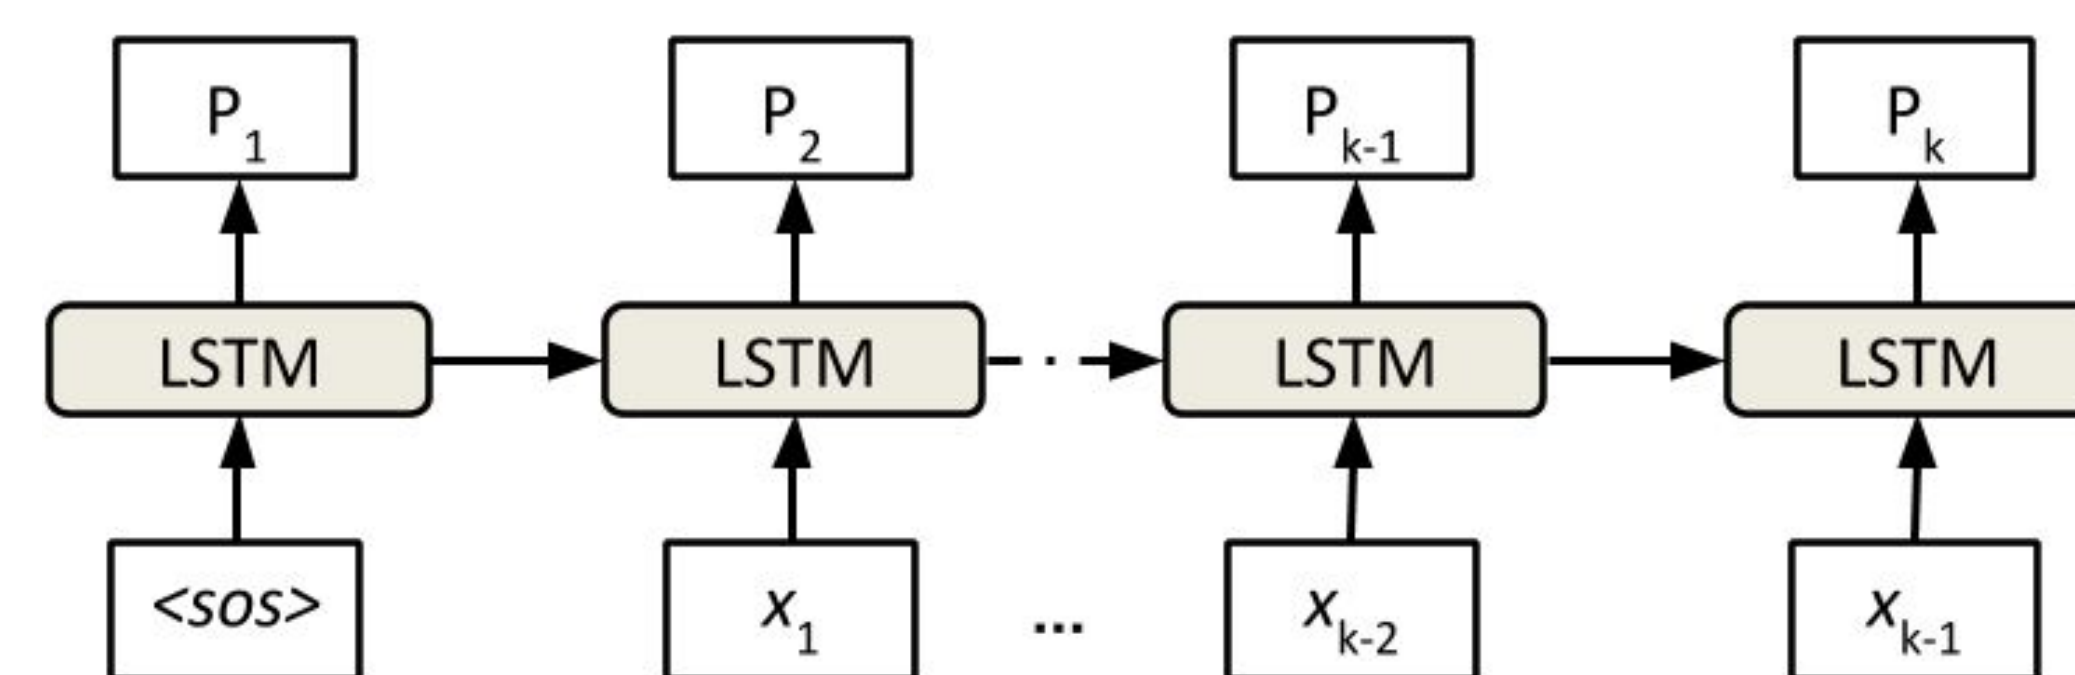 P₁ P₂ Pₖ₋₁ Pₖ
LSTM LSTM LSTM LSTM
<sos> x₁ ... xₖ₋₂ xₖ₋₁